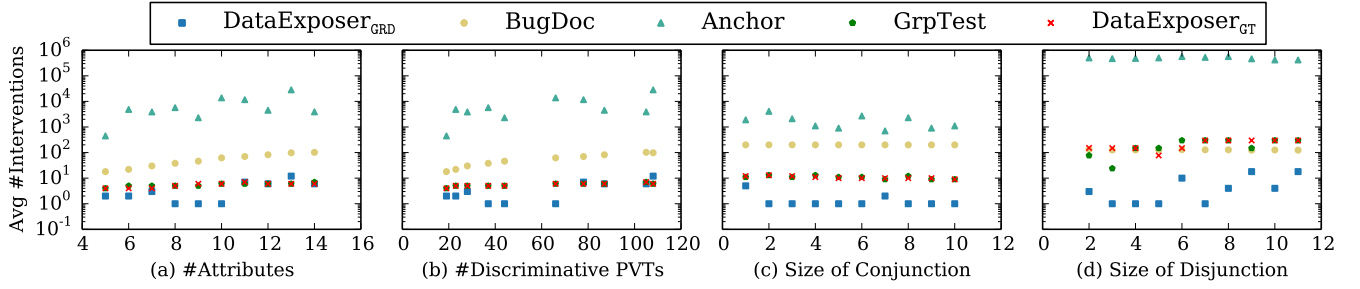 DataExposer_GRD BugDoc Anchor GrpTest DataExposer_GT
Avg #Interventions
10^6
10^5
10^4
10^3
10^2
10^1
10^0
10^-1
4 6 8 10 12 14 16
0 20 40 60 80 100 120
0 2 4 6 8 10 12
0 2 4 6 8 10 12
(a) #Attributes
(b) #Discriminative PVTs
(c) Size of Conjunction
(d) Size of Disjunction